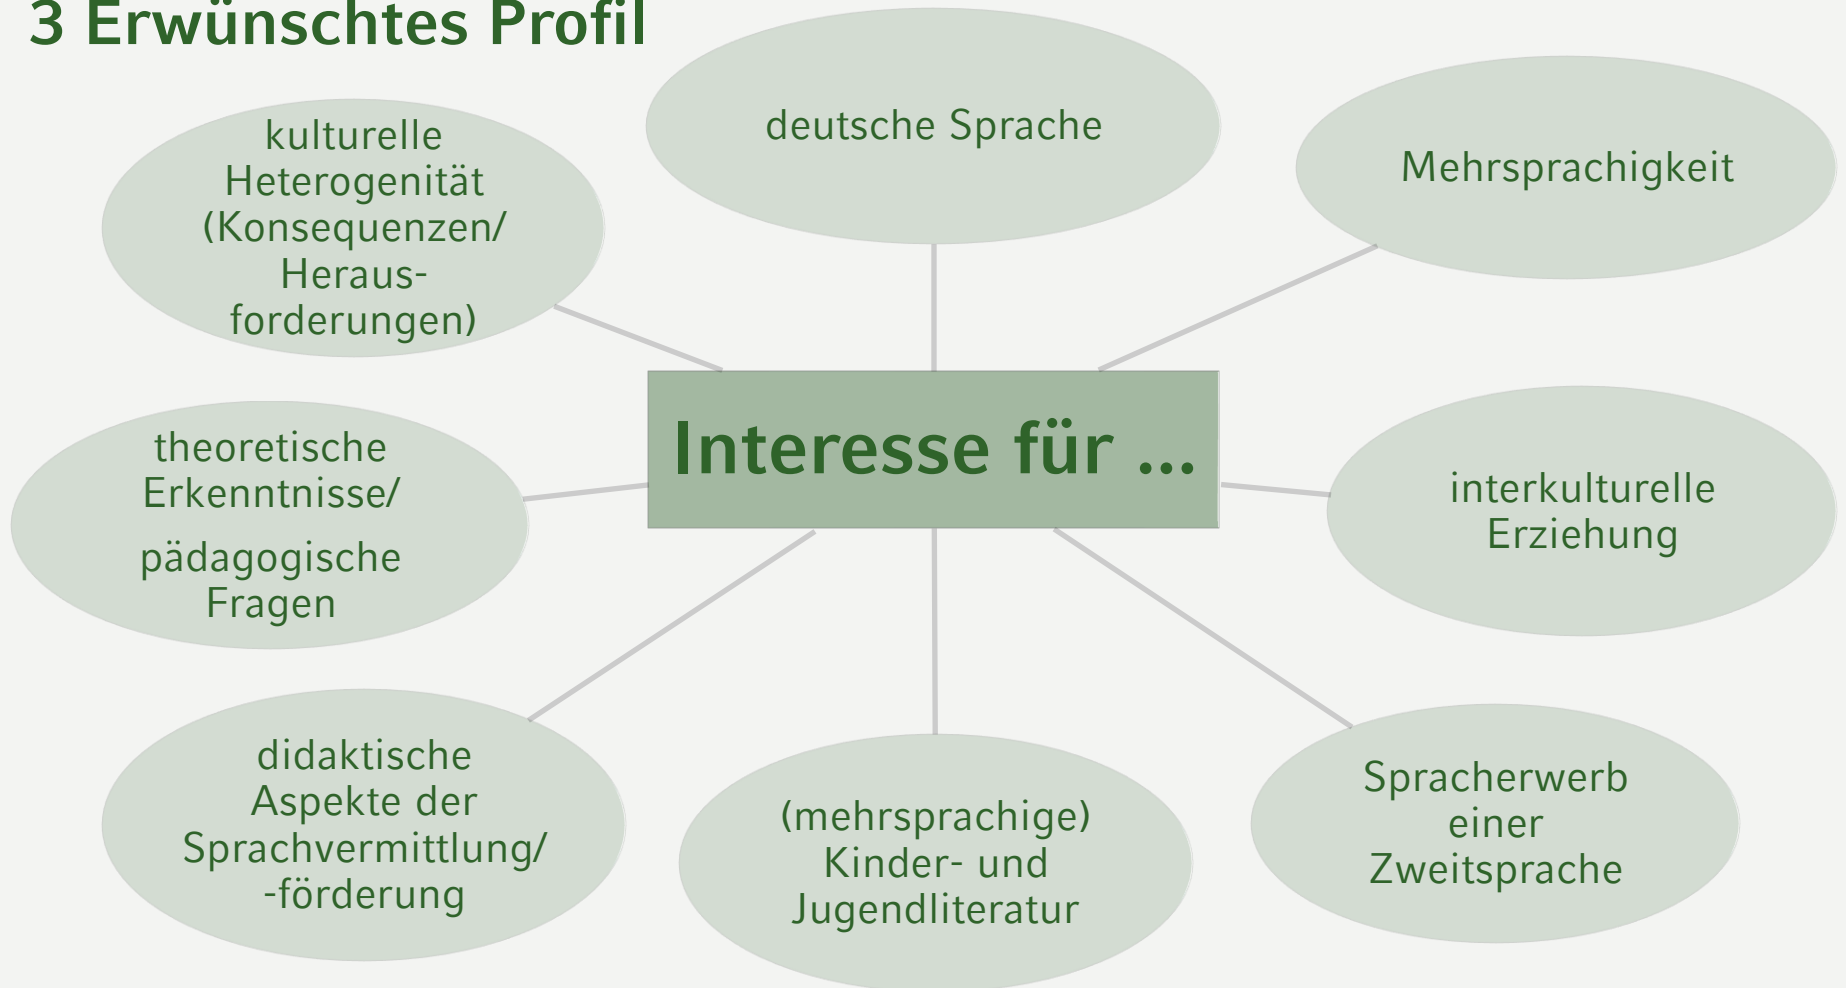 3 Erwünschtes Profil
deutsche Sprache
Mehrsprachigkeit
kulturelle
Heterogenität
(Konsequenzen/
Heraus-
forderungen)
Interesse für ...
theoretische
Erkenntnisse/
pädagogische
Fragen
interkulturelle
Erziehung
didaktische
Aspekte der
Sprachvermittlung/
-förderung
(mehrsprachige)
Kinder- und
Jugendliteratur
Spracherwerb
einer
Zweitsprache